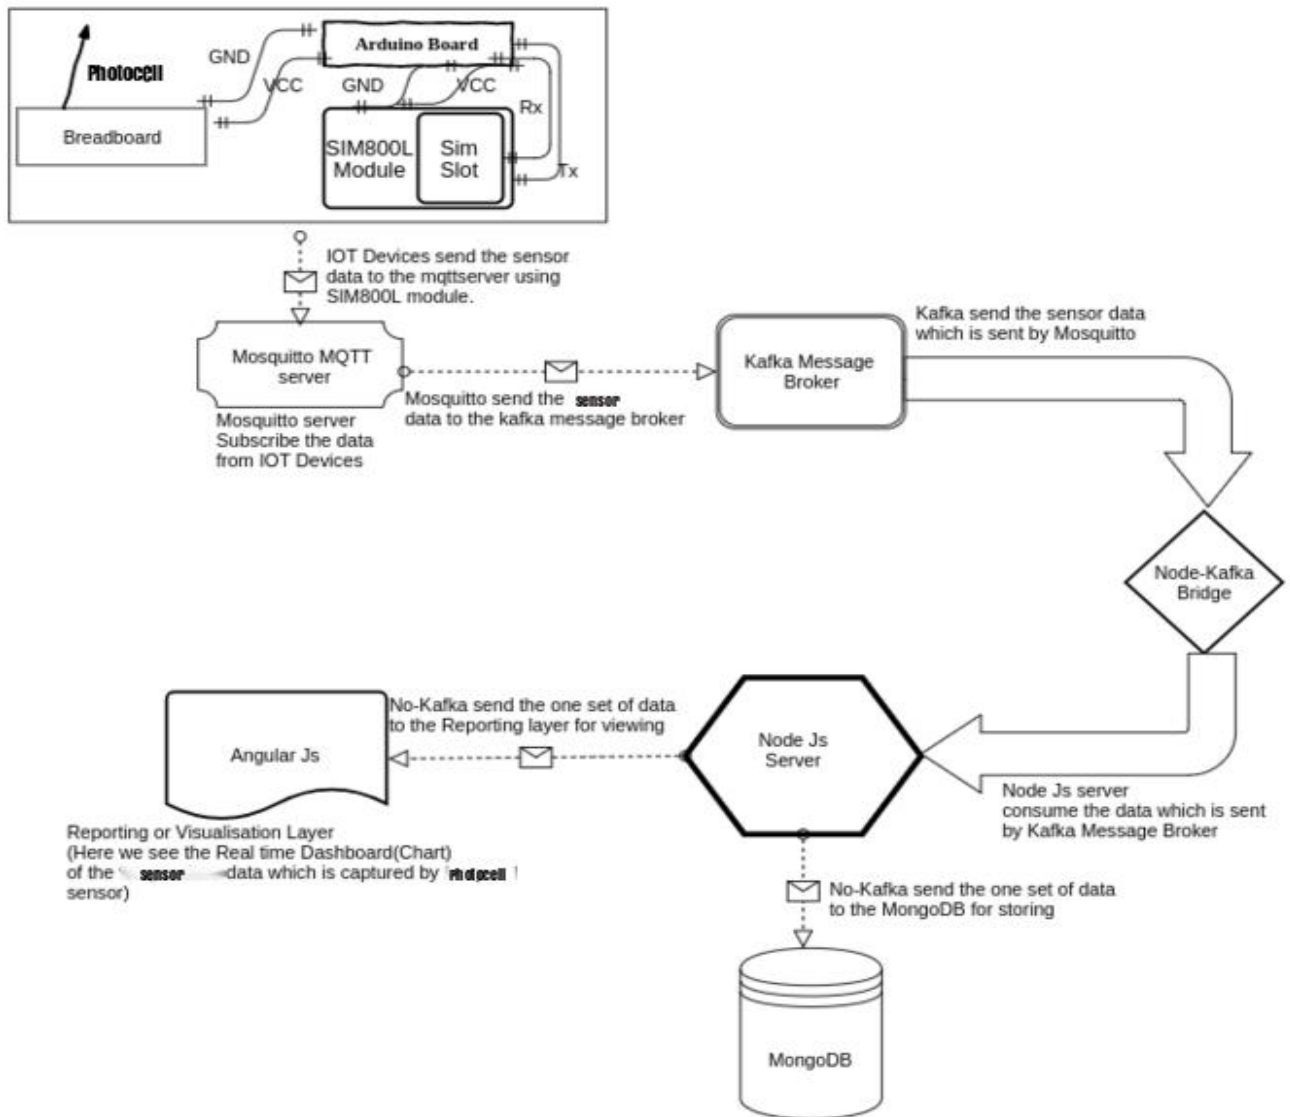 Arduino Board
GND
Photocell
VCC
GND
VCC
Rx
Breadboard
SIM800L
Module
Sim
Slot
Tx
IOT Devices send the sensor
data to the mqttserver using
SIM800L module.
Mosquitto MQTT
server
Mosquitto server
Subscribe the data
from IOT Devices
Mosquitto send the sensor
data to the kafka message broker
Kafka Message
Broker
Kafka send the sensor data
which is sent by Mosquitto
Node-Kafka
Bridge
Node Js
Server
Node Js server
consume the data which is sent
by Kafka Message Broker
No-Kafka send the one set of data
to the Reporting layer for viewing
Angular Js
Reporting or Visualisation Layer
(Here we see the Real time Dashboard(Chart)
of the sensor data which is captured by Photocell
sensor)
No-Kafka send the one set of data
to the MongoDB for storing
MongoDB